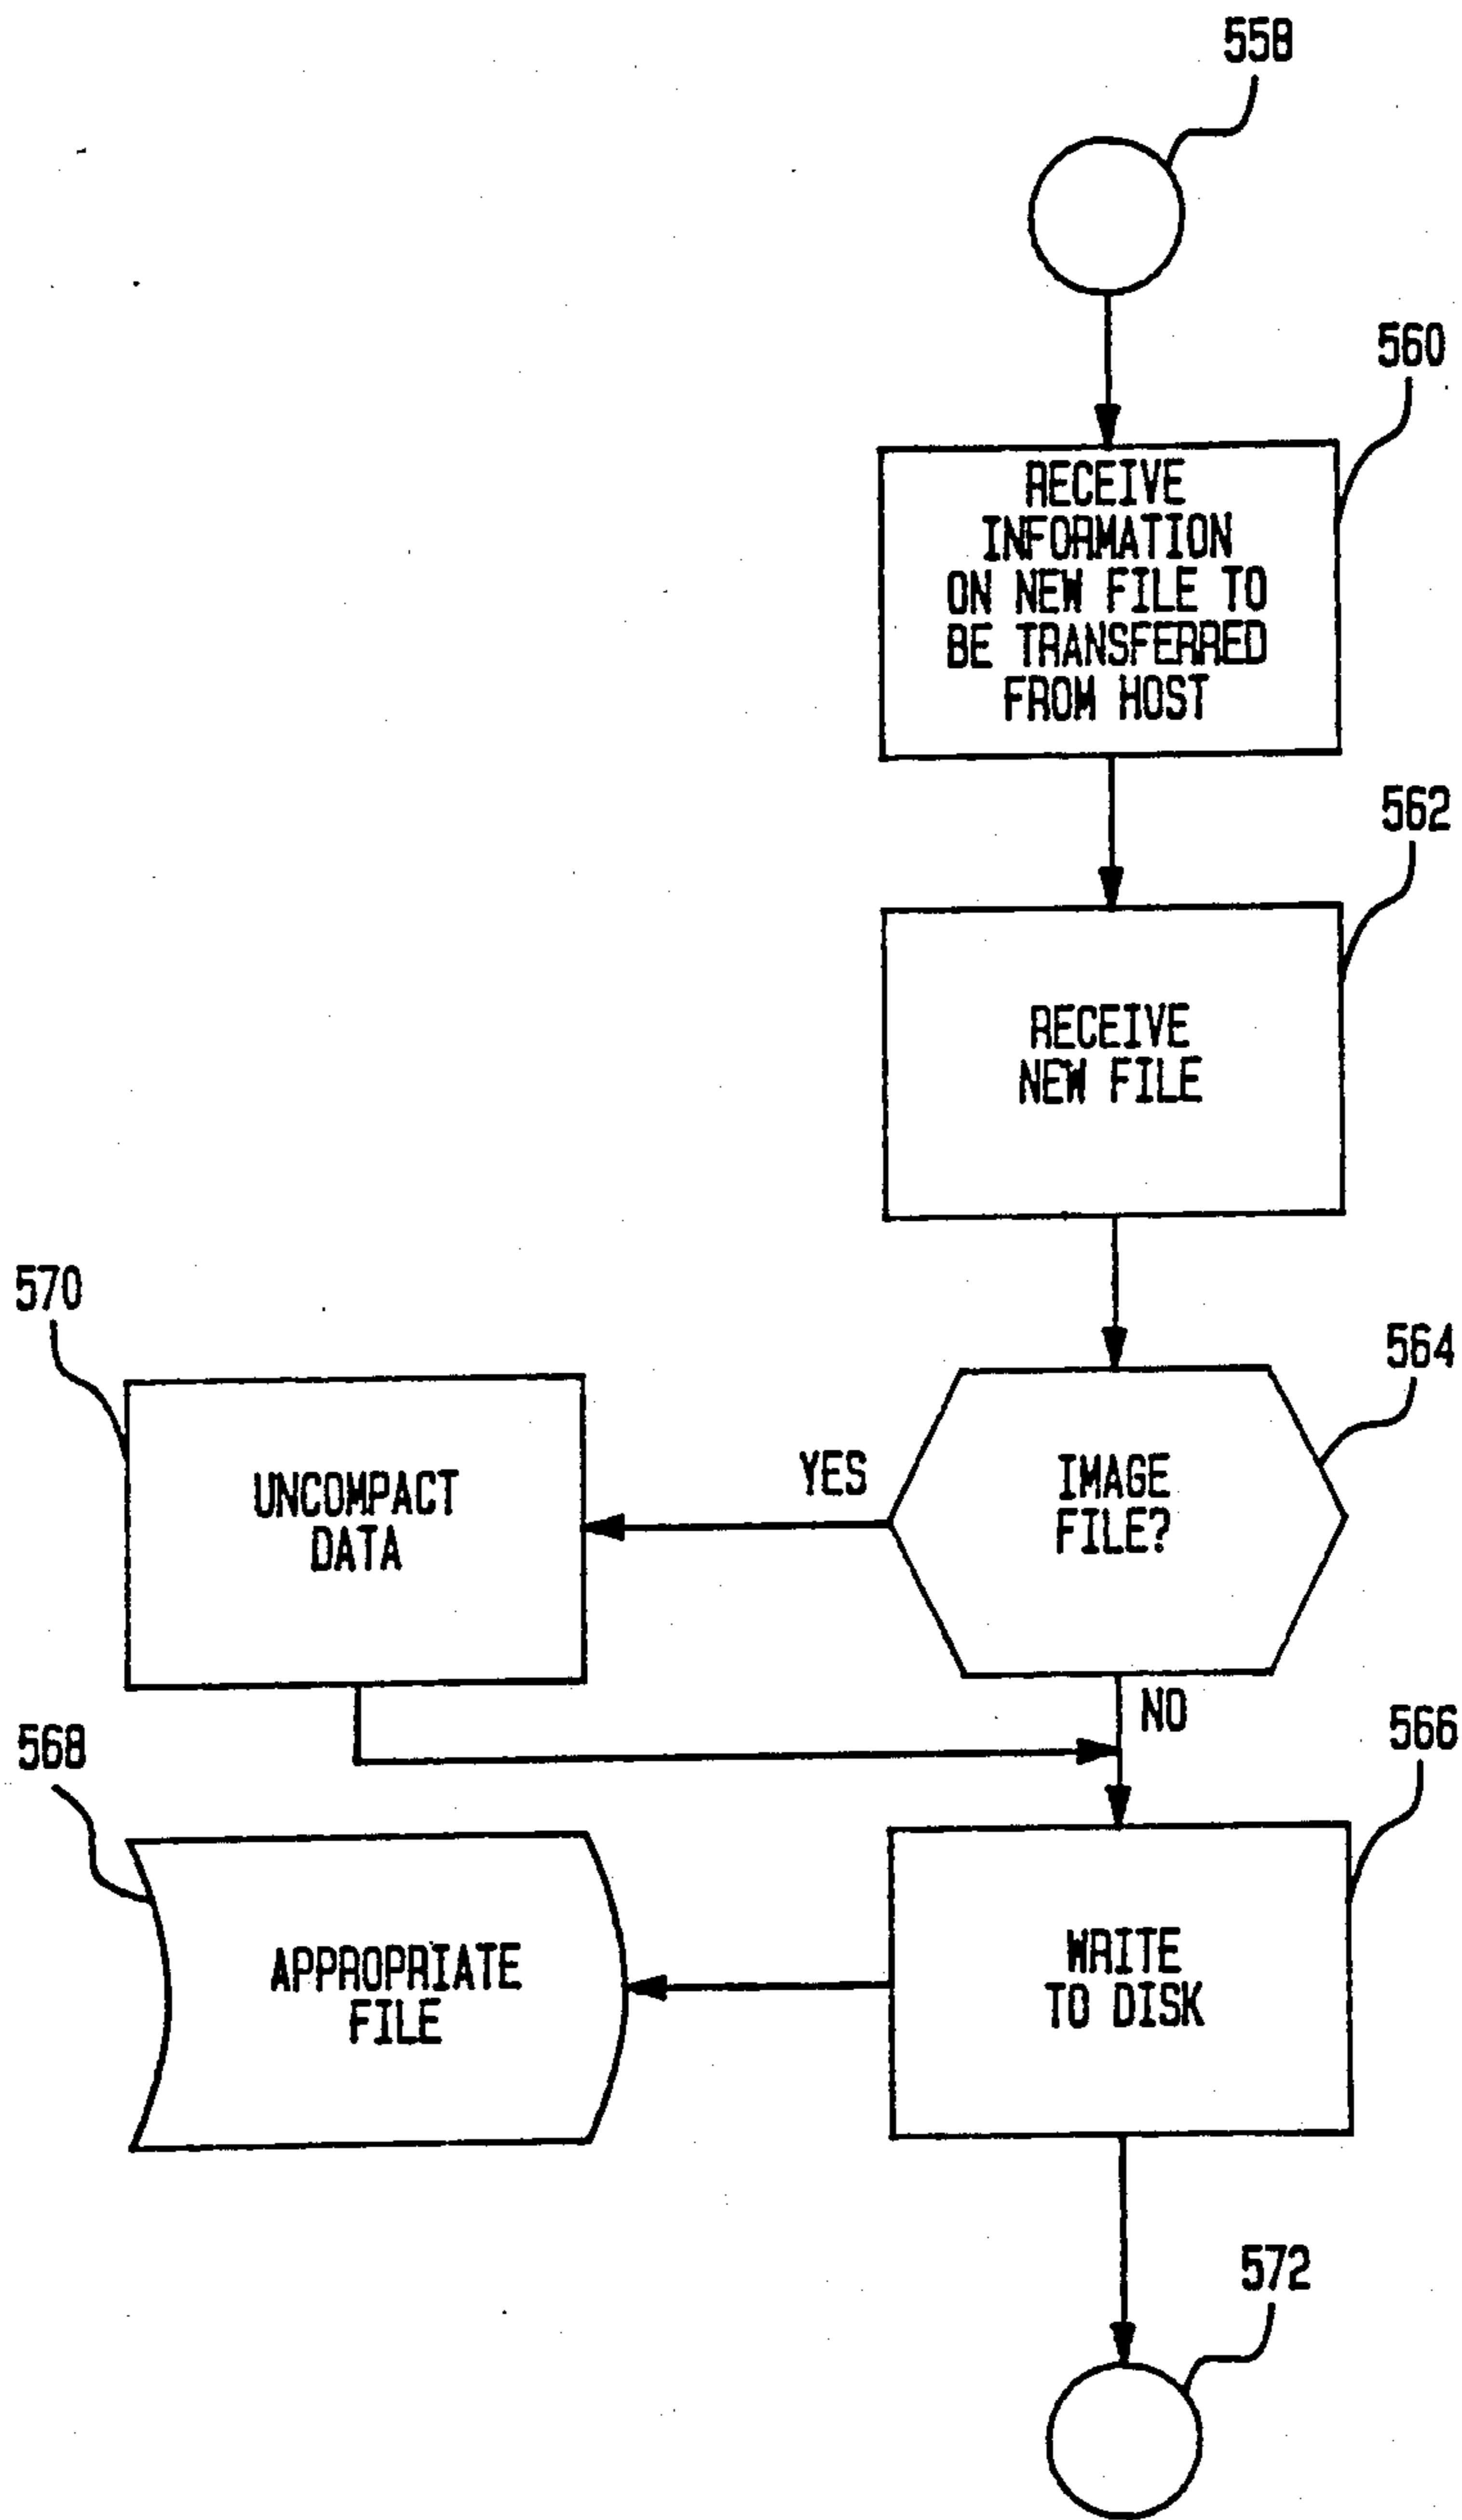 558
560
RECEIVE
INFORMATION
ON NEW FILE TO
BE TRANSFERRED
FROM HOST
562
RECEIVE
NEW FILE
570
564
UNCOMPACT
DATA
YES
IMAGE
FILE?
NO
568
566
APPROPRIATE
FILE
WRITE
TO DISK
572